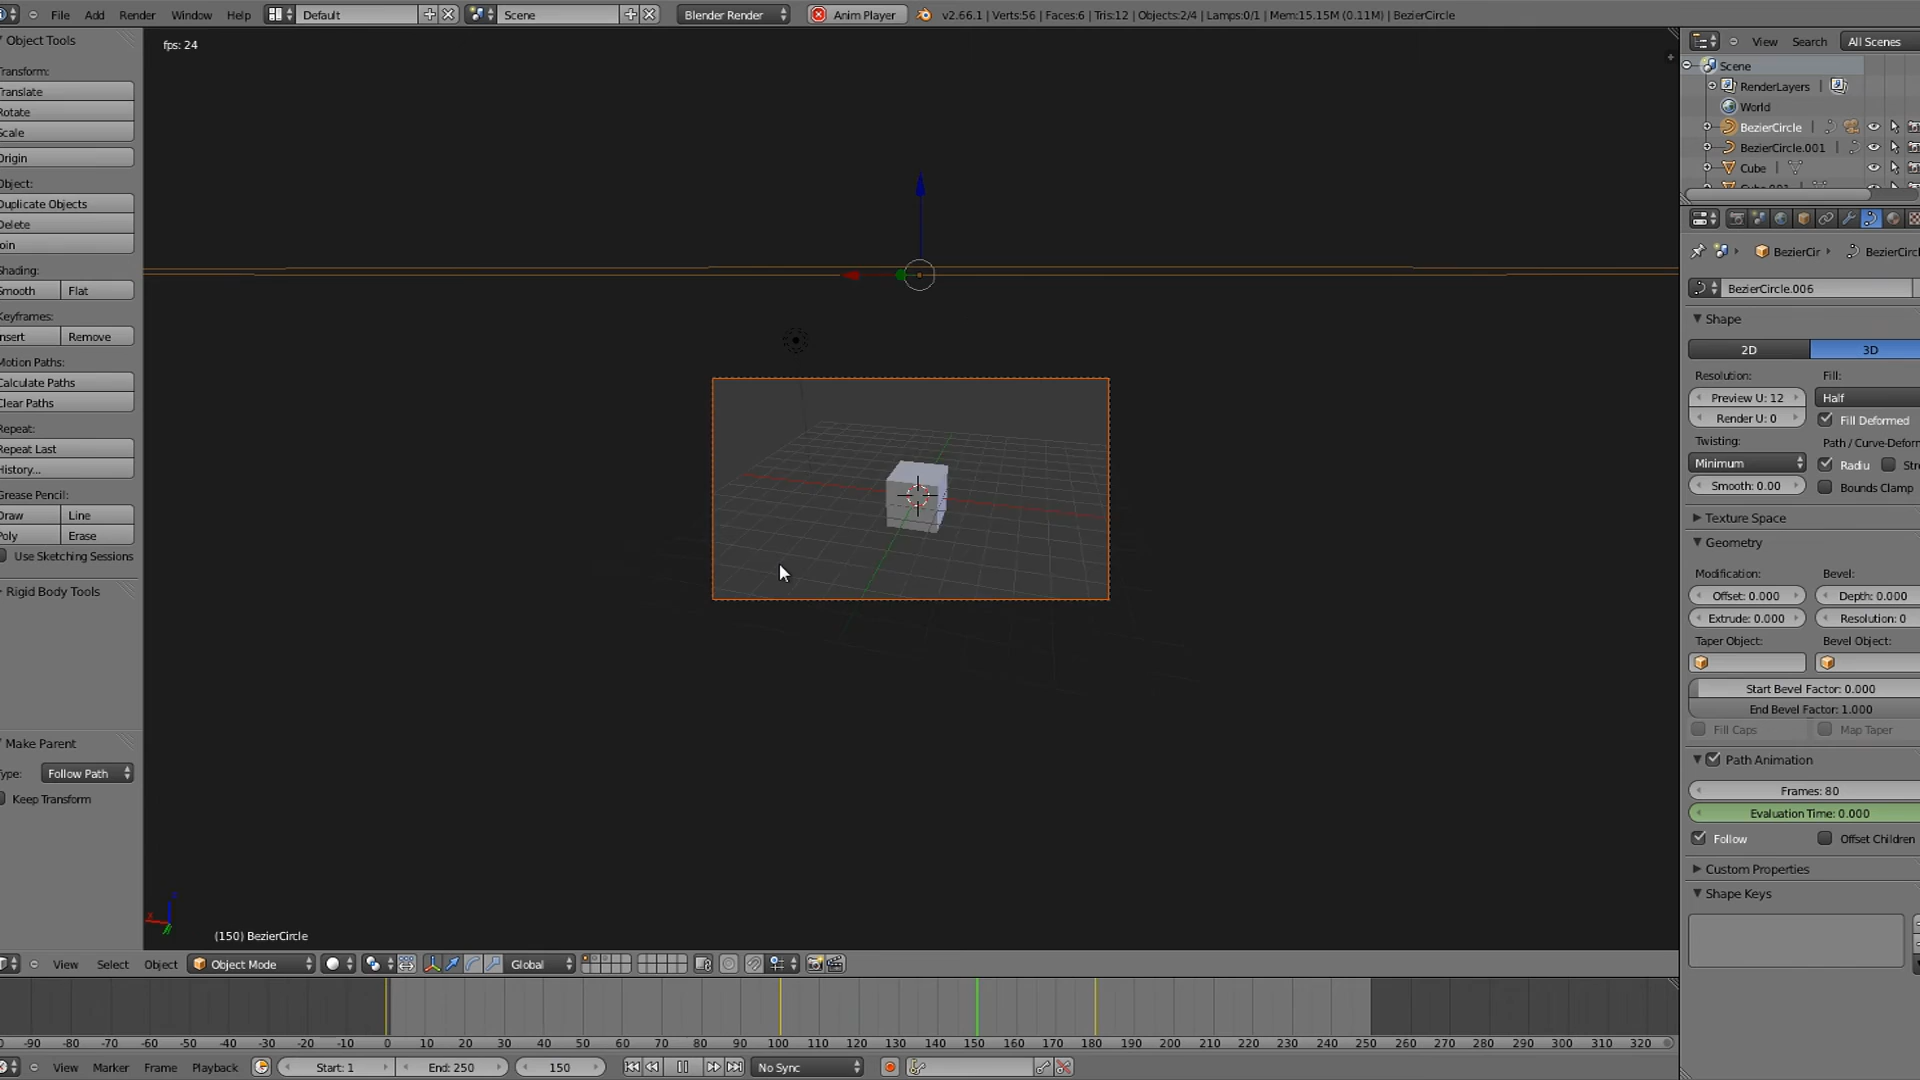 File Add Render Window Help Default Scene Blender Render Anim Player v2.66.1 | Verts:56 | Faces:6 | Tris:12 | Objects:2/4 | Lamps:0/1 | Mem:15.15M (0.11M) | BezierCircle
Object Tools
fps: 24
View Search All Scenes
Scene
RenderLayers |
World
BezierCircle |
BezierCircle.001
Cube |
ransform:
Translate
Rotate
Scale
Origin
Object:
Duplicate Objects
Delete
oin
Shading:
Smooth Flat
Keyframes:
nsert Remove
Motion Paths:
Calculate Paths
Clear Paths
Repeat:
Repeat Last
History...
Grease Pencil:
Draw Line
Poly Erase
Use Sketching Sessions
Rigid Body Tools
Make Parent
ype: Follow Path
Keep Transform
BezierCir BezierCircl
BezierCircle.006
Shape
2D 3D
Resolution: Fill:
Preview U: 12 Half
Render U: 0 Fill Deformed
Twisting: Path / Curve-Deform
Minimum Radiu Str
Smooth: 0.00 Bounds Clamp
Texture Space
Geometry
Modification: Bevel:
Offset: 0.000 Depth: 0.000
Extrude: 0.000 Resolution: 0
Taper Object: Bevel Object:
Start Bevel Factor: 0.000
End Bevel Factor: 1.000
Fill Caps Map Taper
Path Animation
Frames: 80
Evaluation Time: 0.000
Follow Offset Children
Custom Properties
Shape Keys
(150) BezierCircle
View Select Object Object Mode Global
-90 -80 -70 -60 -50 -40 -30 -20 -10 0 10 20 30 40 50 60 70 80 90 100 110 120 130 140 150 160 170 180 190 200 210 220 230 240 250 260 270 280 290 300 310 320
View Marker Frame Playback Start: 1 End: 250 150 No Sync